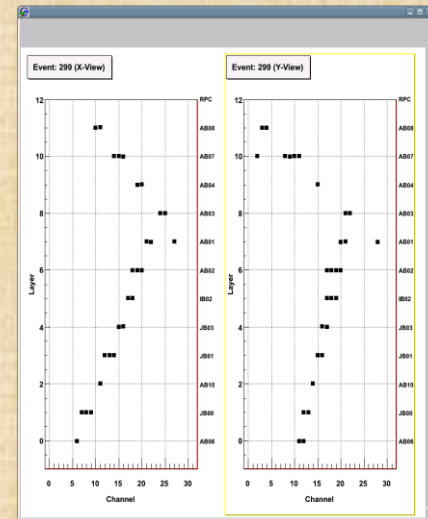 Event: 299 (X-View)
12
10
8
6
4
2
0
Layer
0 5 10 15 20 25 30
Channel
RPC
AB08
AB07
AB04
AB03
AB01
AB02
IB02
JB03
JB01
AB10
JB00
AB06
Event: 299 (Y-View)
12
10
8
6
4
2
0
Layer
0 5 10 15 20 25 30
Channel
RPC
AB08
AB07
AB04
AB03
AB01
AB02
IB02
JB03
JB01
AB10
JB00
AB06